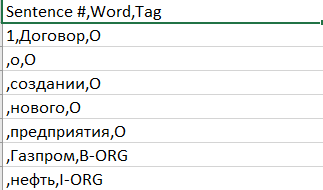 Sentence #,Word,Tag
1,Договор,O
,о,O
,создании,O
,нового,O
,предприятия,O
,Газпром,B-ORG
,нефть,I-ORG